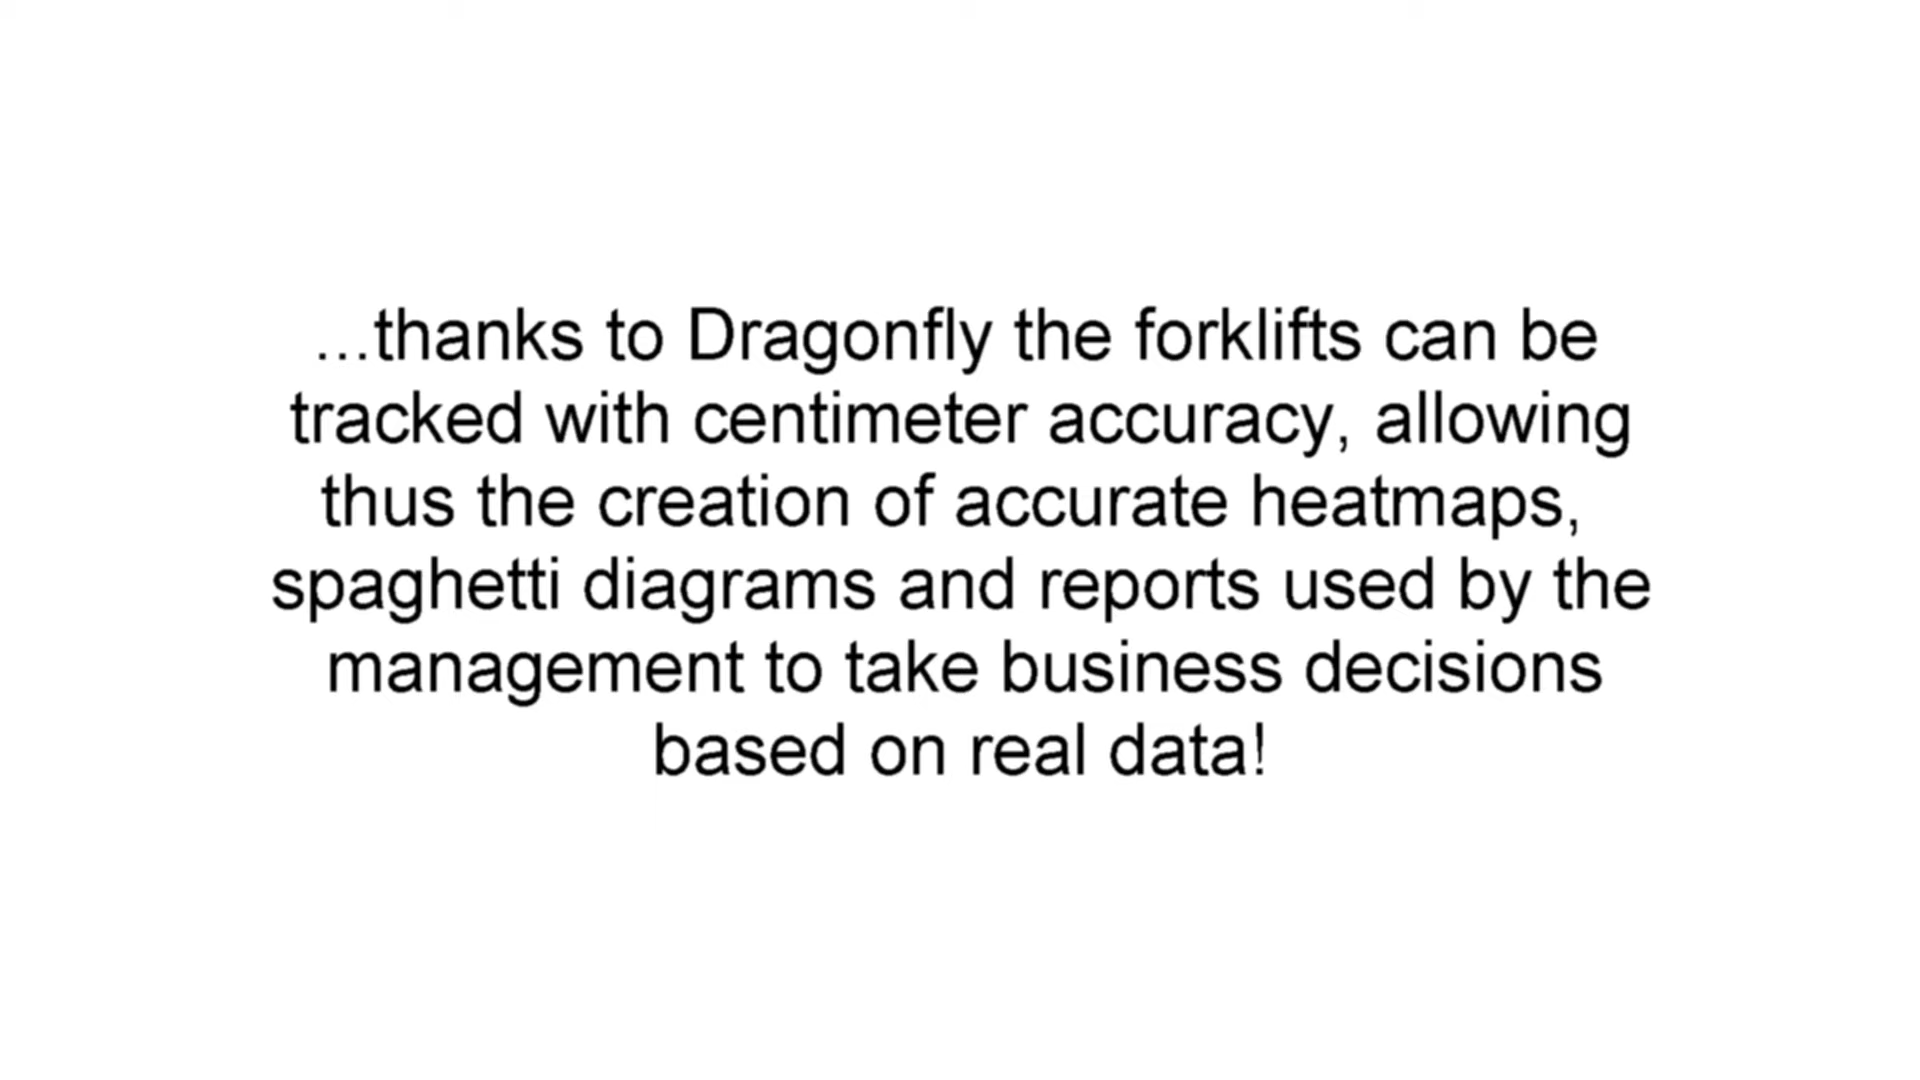 ...thanks to Dragonfly the forklifts can be
tracked with centimeter accuracy, allowing
thus the creation of accurate heatmaps,
spaghetti diagrams and reports used by the
management to take business decisions
based on real data!